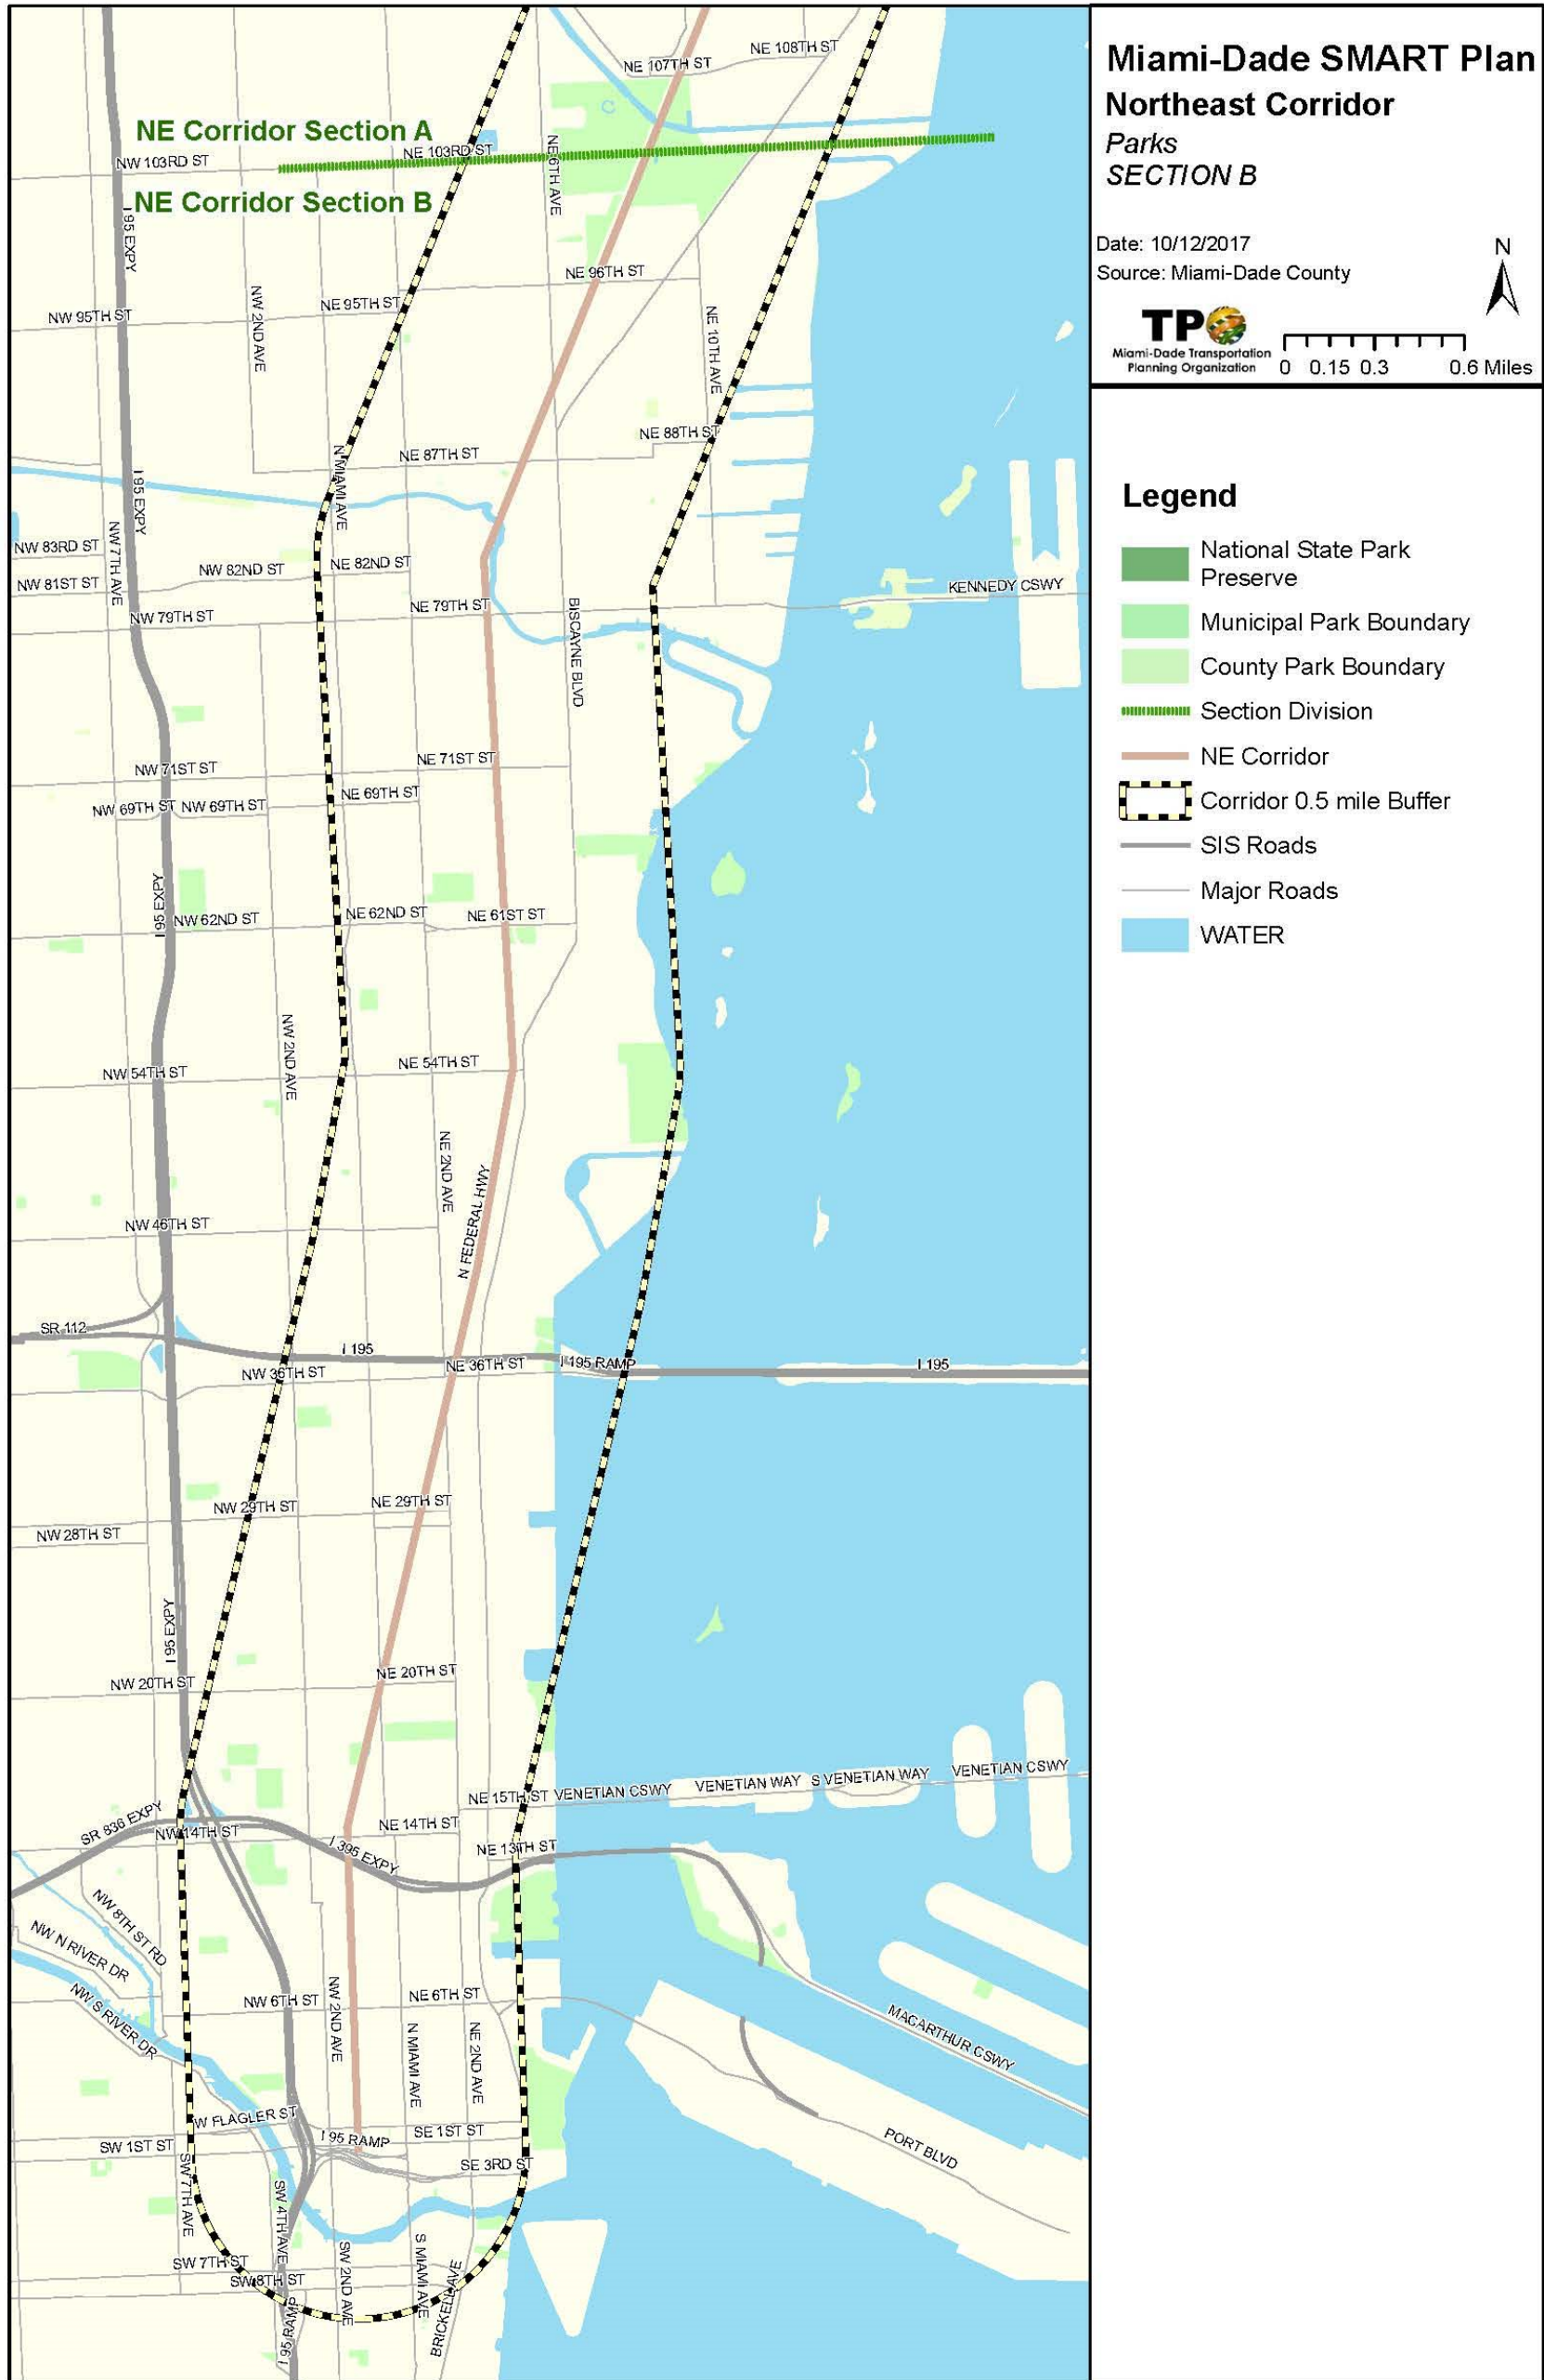 Miami-Dade SMART Plan
Northeast Corridor
Parks
SECTION B
Date: 10/12/2017
Source: Miami-Dade County
N
TPO
Miami-Dade Transportation
Planning Organization
0 0.15 0.3 0.6 Miles
Legend
National State Park
Preserve
Municipal Park Boundary
County Park Boundary
Section Division
NE Corridor
Corridor 0.5 mile Buffer
SIS Roads
Major Roads
WATER
NE 108TH ST
NE 107TH ST
NE Corridor Section A
NE 103RD ST
NW 103RD ST
NE 6TH AVE
NE Corridor Section B
I 95 EXPY
NE 96TH ST
NW 2ND AVE
NE 95TH ST
NW 95TH ST
NE 10TH AVE
NE 88TH ST
N MIAMI AVE
NE 87TH ST
I 95 EXPY
NW 7TH AVE
NW 83RD ST
NW 82ND ST
NE 82ND ST
NW 81ST ST
KENNEDY CSWY
NE 79TH ST
NW 79TH ST
BISCAYNE BLVD
NE 71ST ST
NW 71ST ST
NE 69TH ST
NW 69TH ST
NW 69TH ST
I 95 EXPY
NW 62ND ST
NE 62ND ST
NE 61ST ST
NW 2ND AVE
NE 54TH ST
NW 54TH ST
NE 2ND AVE
N FEDERAL HWY
NW 46TH ST
SR 112
I 195
NE 36TH ST
I 195 RAMP
I 195
NW 36TH ST
NE 29TH ST
NW 29TH ST
NW 28TH ST
I 95 EXPY
NE 20TH ST
NW 20TH ST
VENETIAN CSWY
VENETIAN WAY
S VENETIAN WAY
NE 15TH ST
VENETIAN CSWY
SR 836 EXPY
NE 14TH ST
NW 14TH ST
I 395 EXPY
NE 13TH ST
NW 8TH ST RD
NW N RIVER DR
NW S RIVER DR
NW 6TH ST
NW 2ND AVE
NE 6TH ST
N MIAMI AVE
NE 2ND AVE
MACARTHUR CSWY
W FLAGLER ST
SE 1ST ST
I 95 RAMP
SW 1ST ST
SE 3RD ST
PORT BLVD
SW 7TH AVE
SW 4TH AVE
SW 7TH ST
SW 8TH ST
SW 2ND AVE
S MIAMI AVE
BRICKELL AVE
I 95 RAMP